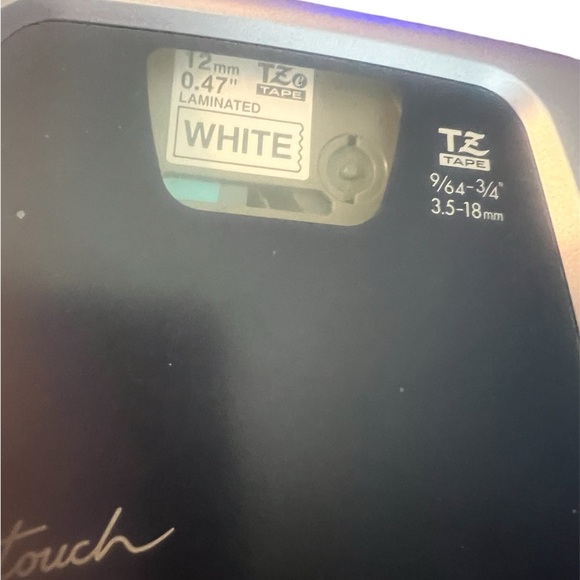 12mm TZe
0.47" TAPE
LAMINATED
WHITE
TZ
TAPE
9/64-3/4"
3.5-18mm
touch